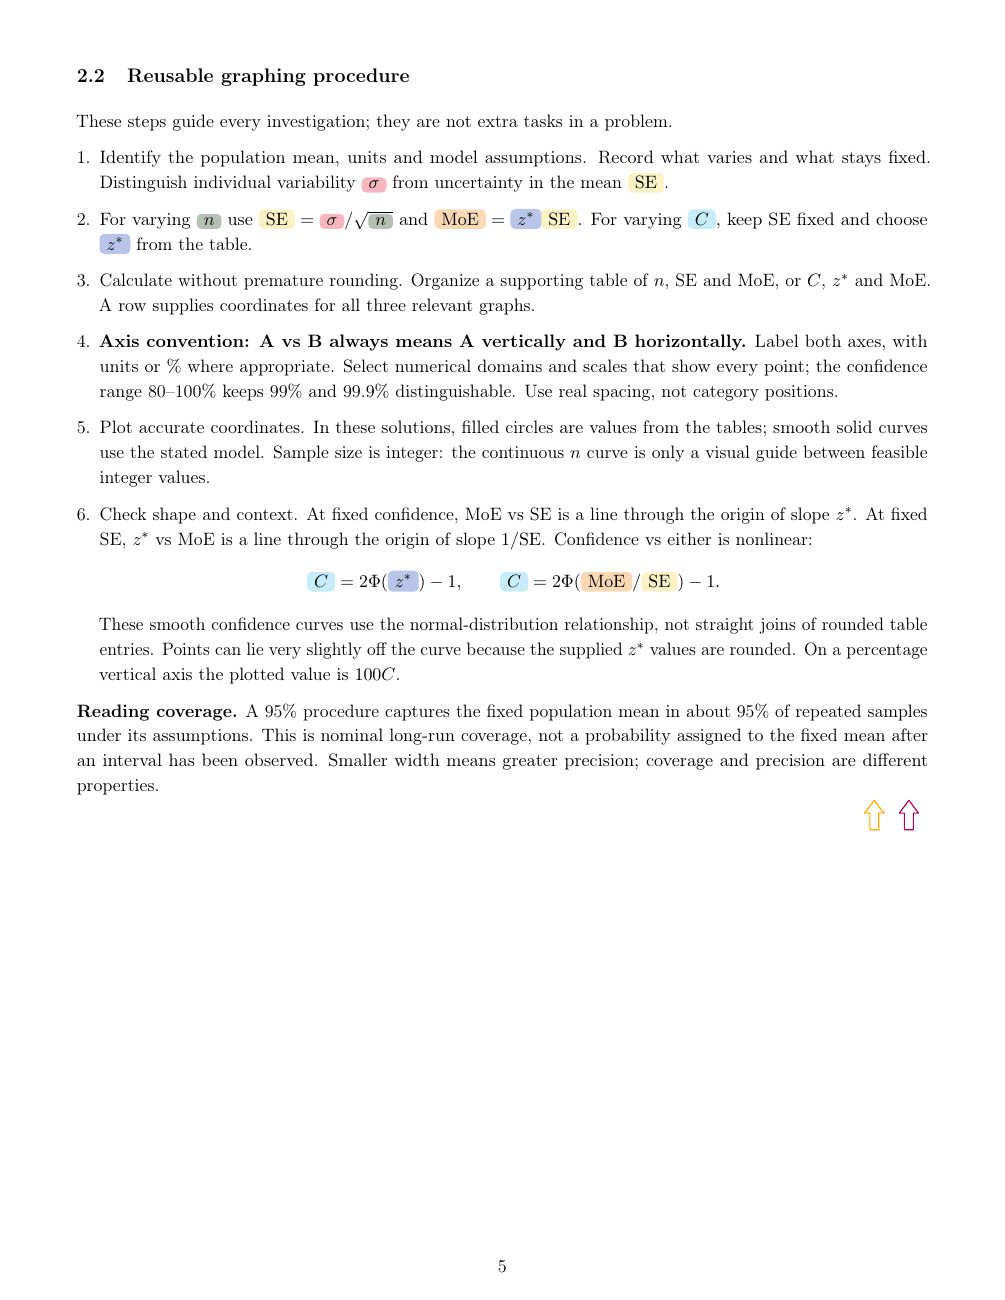 2.2 Reusable graphing procedure
These steps guide every investigation; they are not extra tasks in a problem.
1. Identify the population mean, units and model assumptions. Record what varies and what stays fixed.
Distinguish individual variability σ from uncertainty in the mean SE .
2. For varying n use SE = σ /√n and MoE = z* SE . For varying C , keep SE fixed and choose
z* from the table.
3. Calculate without premature rounding. Organize a supporting table of n, SE and MoE, or C, z* and MoE.
A row supplies coordinates for all three relevant graphs.
4. Axis convention: A vs B always means A vertically and B horizontally. Label both axes, with
units or % where appropriate. Select numerical domains and scales that show every point; the confidence
range 80–100% keeps 99% and 99.9% distinguishable. Use real spacing, not category positions.
5. Plot accurate coordinates. In these solutions, filled circles are values from the tables; smooth solid curves
use the stated model. Sample size is integer: the continuous n curve is only a visual guide between feasible
integer values.
6. Check shape and context. At fixed confidence, MoE vs SE is a line through the origin of slope z*. At fixed
SE, z* vs MoE is a line through the origin of slope 1/SE. Confidence vs either is nonlinear:
C = 2Φ( z* ) − 1, C = 2Φ( MoE / SE ) − 1.
These smooth confidence curves use the normal-distribution relationship, not straight joins of rounded table
entries. Points can lie very slightly off the curve because the supplied z* values are rounded. On a percentage
vertical axis the plotted value is 100C.
Reading coverage. A 95% procedure captures the fixed population mean in about 95% of repeated samples
under its assumptions. This is nominal long-run coverage, not a probability assigned to the fixed mean after
an interval has been observed. Smaller width means greater precision; coverage and precision are different
properties.
5